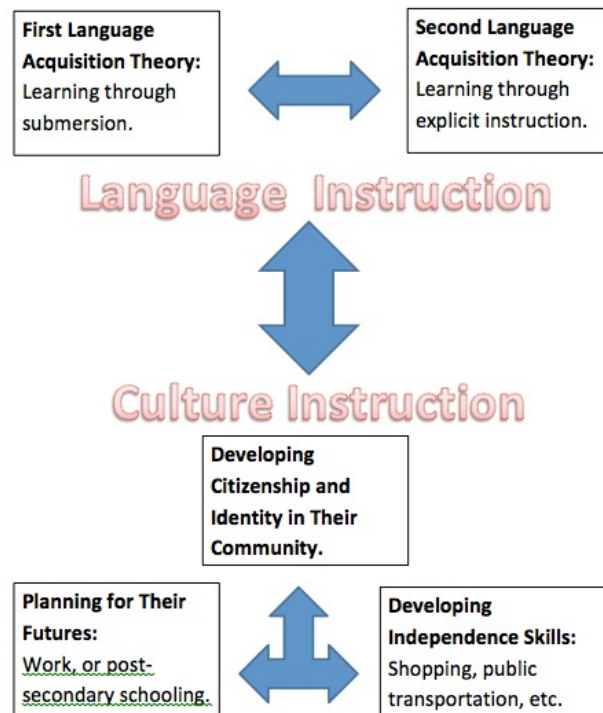 First Language
Acquisition Theory:
Learning through
submersion.
Second Language
Acquisition Theory:
Learning through
explicit instruction.
Language Instruction
Culture Instruction
Developing
Citizenship and
Identity in Their
Community.
Planning for Their
Futures:
Work, or post-
secondary schooling.
Developing
Independence Skills:
Shopping, public
transportation, etc.